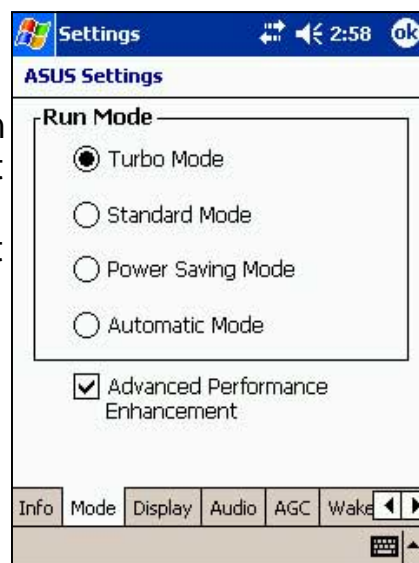 Settings 2:58 ok
ASUS Settings
Run Mode
Turbo Mode
Standard Mode
Power Saving Mode
Automatic Mode
Advanced Performance
Enhancement
Info Mode Display Audio AGC Wake